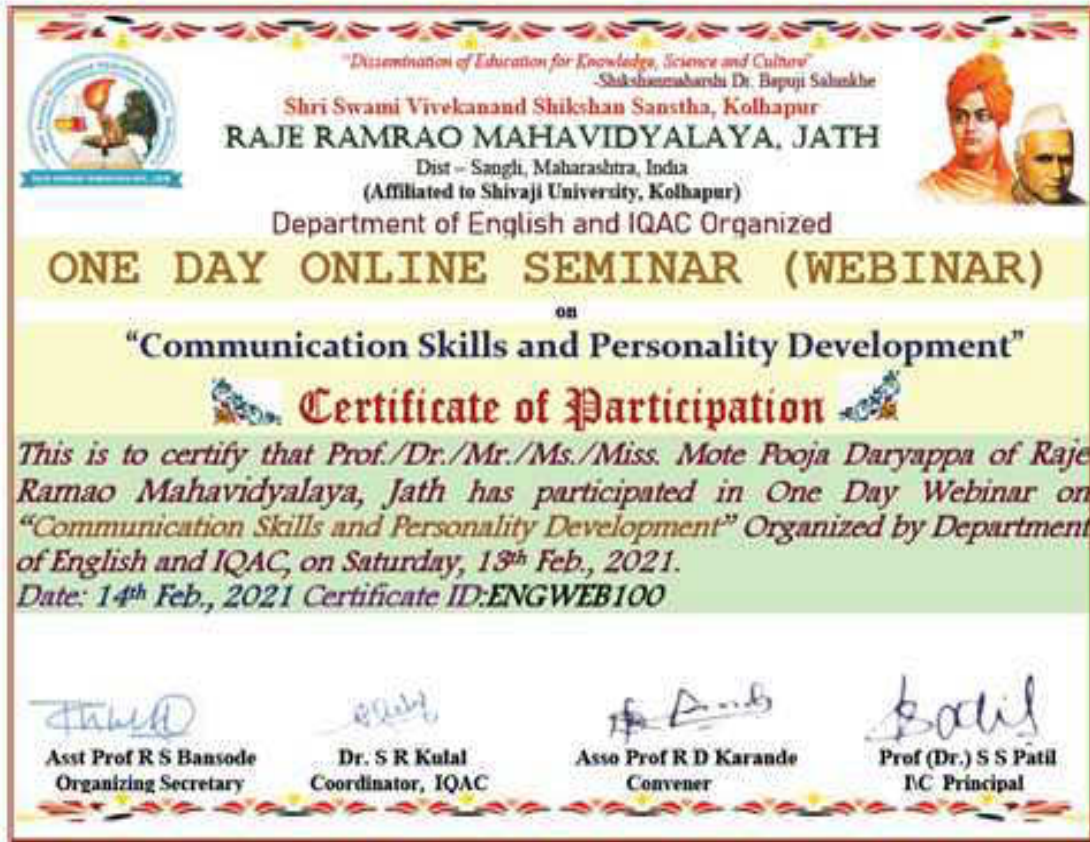 "Dissemination of Education for Knowledge, Science and Culture"
-Shikshanmaharshi Dr. Bapuji Salunkhe
Shri Swami Vivekanand Shikshan Sanstha, Kolhapur
RAJE RAMRAO MAHAVIDYALAYA, JATH
Dist – Sangli, Maharashtra, India
(Affiliated to Shivaji University, Kolhapur)
Department of English and IQAC Organized
ONE DAY ONLINE SEMINAR (WEBINAR)
on
“Communication Skills and Personality Development”
Certificate of Participation
This is to certify that Prof./Dr./Mr./Ms./Miss. Mote Pooja Daryappa of Raje
Ramao Mahavidyalaya, Jath has participated in One Day Webinar on
“Communication Skills and Personality Development” Organized by Department
of English and IQAC, on Saturday, 13th Feb., 2021.
Date: 14th Feb., 2021 Certificate ID:ENGWEB100
Asst Prof R S Bansode
Organizing Secretary
Dr. S R Kulal
Coordinator, IQAC
Asso Prof R D Karande
Convener
Prof (Dr.) S S Patil
I\C Principal